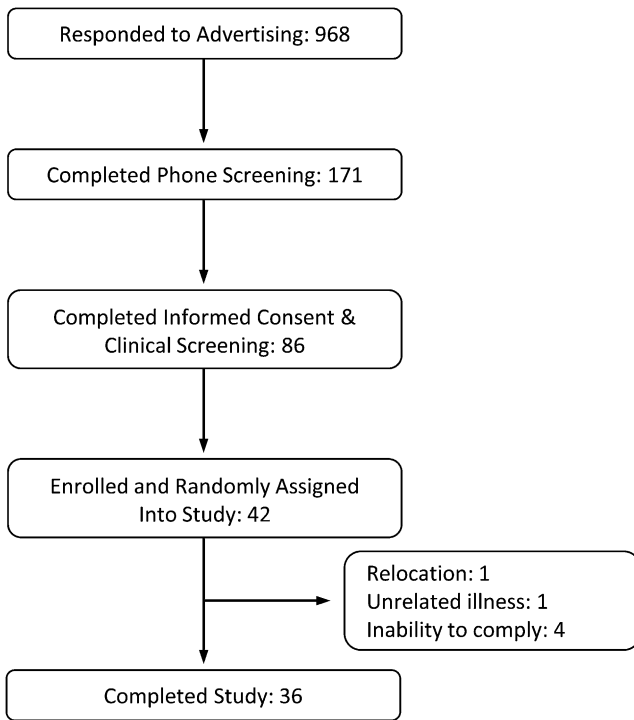 Responded to Advertising: 968
Completed Phone Screening: 171
Completed Informed Consent &
Clinical Screening: 86
Enrolled and Randomly Assigned
Into Study: 42
Relocation: 1
Unrelated illness: 1
Inability to comply: 4
Completed Study: 36